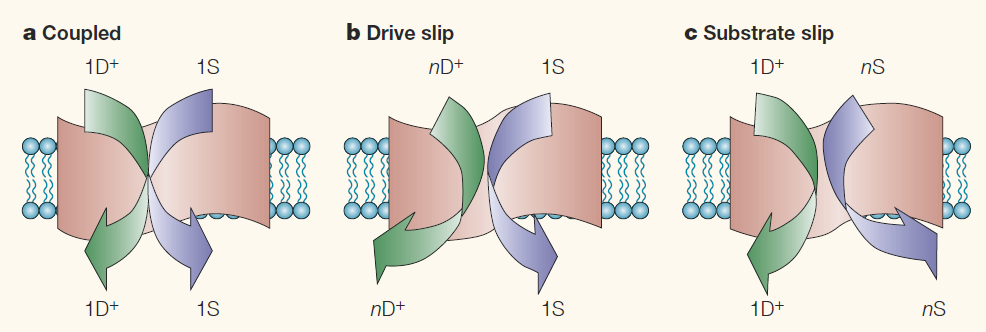 a Coupled
1D+ 1S
1D+ 1S
b Drive slip
nD+ 1S
nD+ 1S
c Substrate slip
1D+ nS
1D+ nS